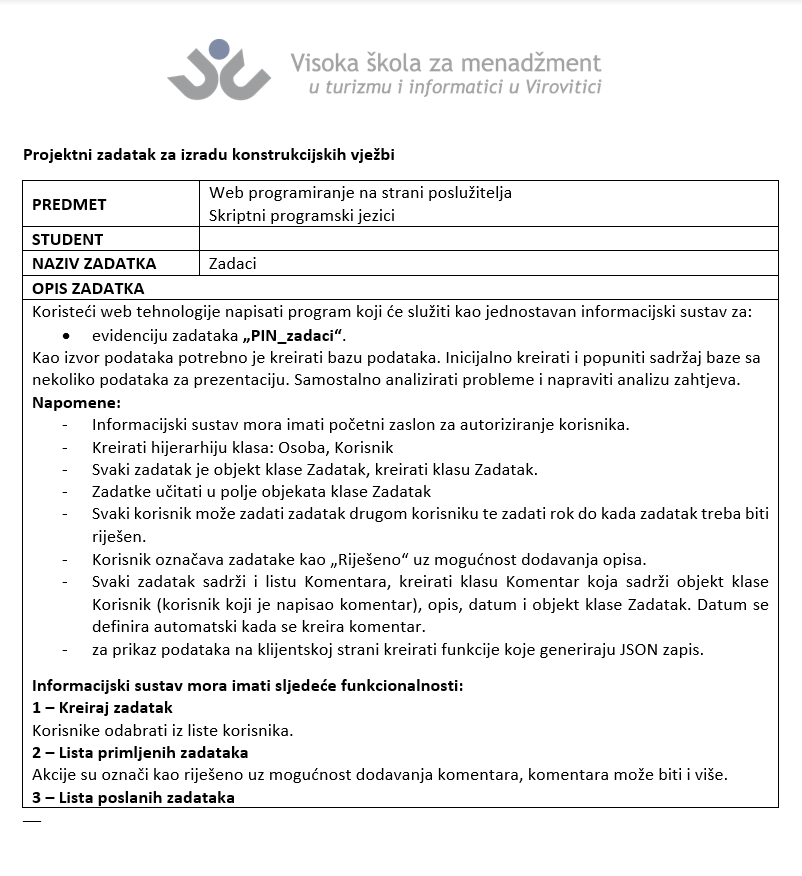 Visoka škola za menadžment
u turizmu i informatici u Virovitici
Projektni zadatak za izradu konstrukcijskih vježbi
PREDMET
Web programiranje na strani poslužitelja
Skriptni programski jezici
STUDENT
NAZIV ZADATKA
Zadaci
OPIS ZADATKA
Koristeći web tehnologije napisati program koji će služiti kao jednostavan informacijski sustav za:
• evidenciju zadataka „PIN_zadaci“.
Kao izvor podataka potrebno je kreirati bazu podataka. Inicijalno kreirati i popuniti sadržaj baze sa
nekoliko podataka za prezentaciju. Samostalno analizirati probleme i napraviti analizu zahtjeva.
Napomene:
- Informacijski sustav mora imati početni zaslon za autoriziranje korisnika.
- Kreirati hijerarhiju klasa: Osoba, Korisnik
- Svaki zadatak je objekt klase Zadatak, kreirati klasu Zadatak.
- Zadatke učitati u polje objekata klase Zadatak
- Svaki korisnik može zadati zadatak drugom korisniku te zadati rok do kada zadatak treba biti
riješen.
- Korisnik označava zadatake kao „Riješeno“ uz mogućnost dodavanja opisa.
- Svaki zadatak sadrži i listu Komentara, kreirati klasu Komentar koja sadrži objekt klase
Korisnik (korisnik koji je napisao komentar), opis, datum i objekt klase Zadatak. Datum se
definira automatski kada se kreira komentar.
- za prikaz podataka na klijentskoj strani kreirati funkcije koje generiraju JSON zapis.
Informacijski sustav mora imati sljedeće funkcionalnosti:
1 – Kreiraj zadatak
Korisnike odabrati iz liste korisnika.
2 – Lista primljenih zadataka
Akcije su označi kao riješeno uz mogućnost dodavanja komentara, komentara može biti i više.
3 – Lista poslanih zadataka